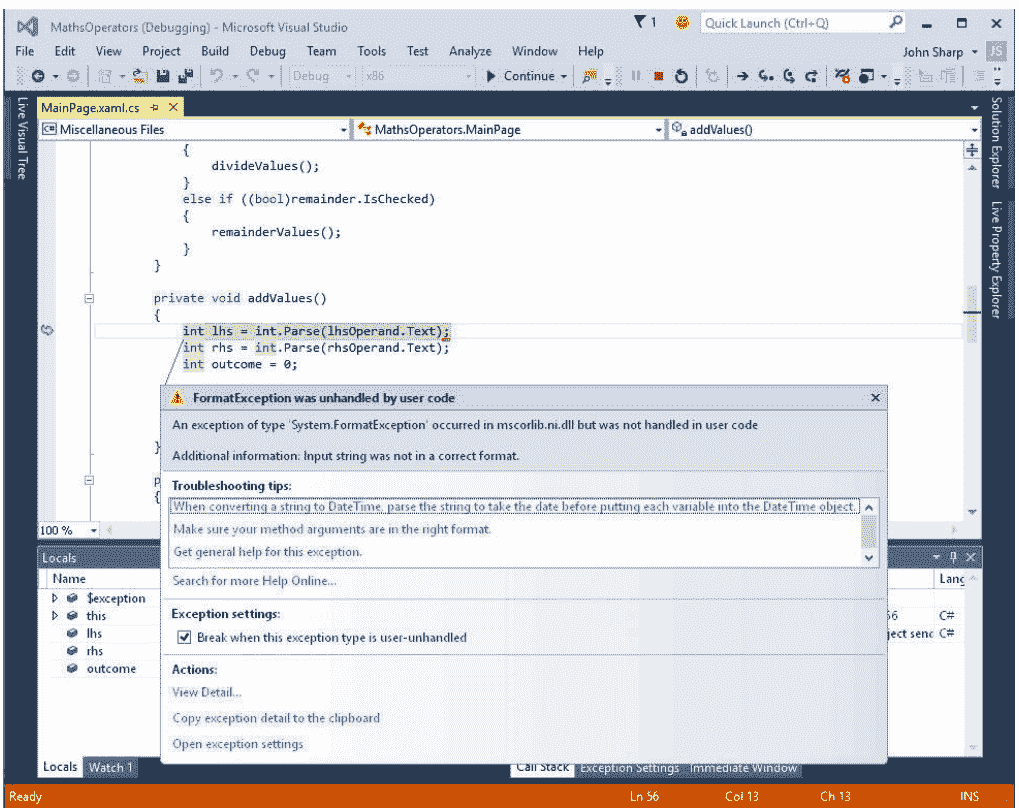 MathsOperators (Debugging) - Microsoft Visual Studio
1
Quick Launch (Ctrl+Q)
File Edit View Project Build Debug Team Tools Test Analyze Window Help
John Sharp JS
Debug x86 Continue
MainPage.xaml.cs
Live Visual Tree
Solution Explorer
Live Property Explorer
C# Miscellaneous Files MathsOperators.MainPage addValues()
{
divideValues();
}
else if ((bool)remainder.IsChecked)
{
remainderValues();
}
}
private void addValues()
{
int lhs = int.Parse(lhsOperand.Text);
int rhs = int.Parse(rhsOperand.Text);
int outcome = 0;
}
p
{
FormatException was unhandled by user code
An exception of type 'System.FormatException' occurred in mscorlib.ni.dll but was not handled in user code
Additional information: Input string was not in a correct format.
Troubleshooting tips:
When converting a string to DateTime, parse the string to take the date before putting each variable into the DateTime object.
Make sure your method arguments are in the right format.
Get general help for this exception.
Search for more Help Online...
Exception settings:
Break when this exception type is user-unhandled
Actions:
View Detail...
Copy exception detail to the clipboard
Open exception settings
100 %
Locals
Name
$exception
this
lhs
rhs
outcome
Lang
56 C#
ject senc C#
Locals Watch 1
Call Stack Exception Settings Immediate Window
Ready Ln 56 Col 13 Ch 13 INS